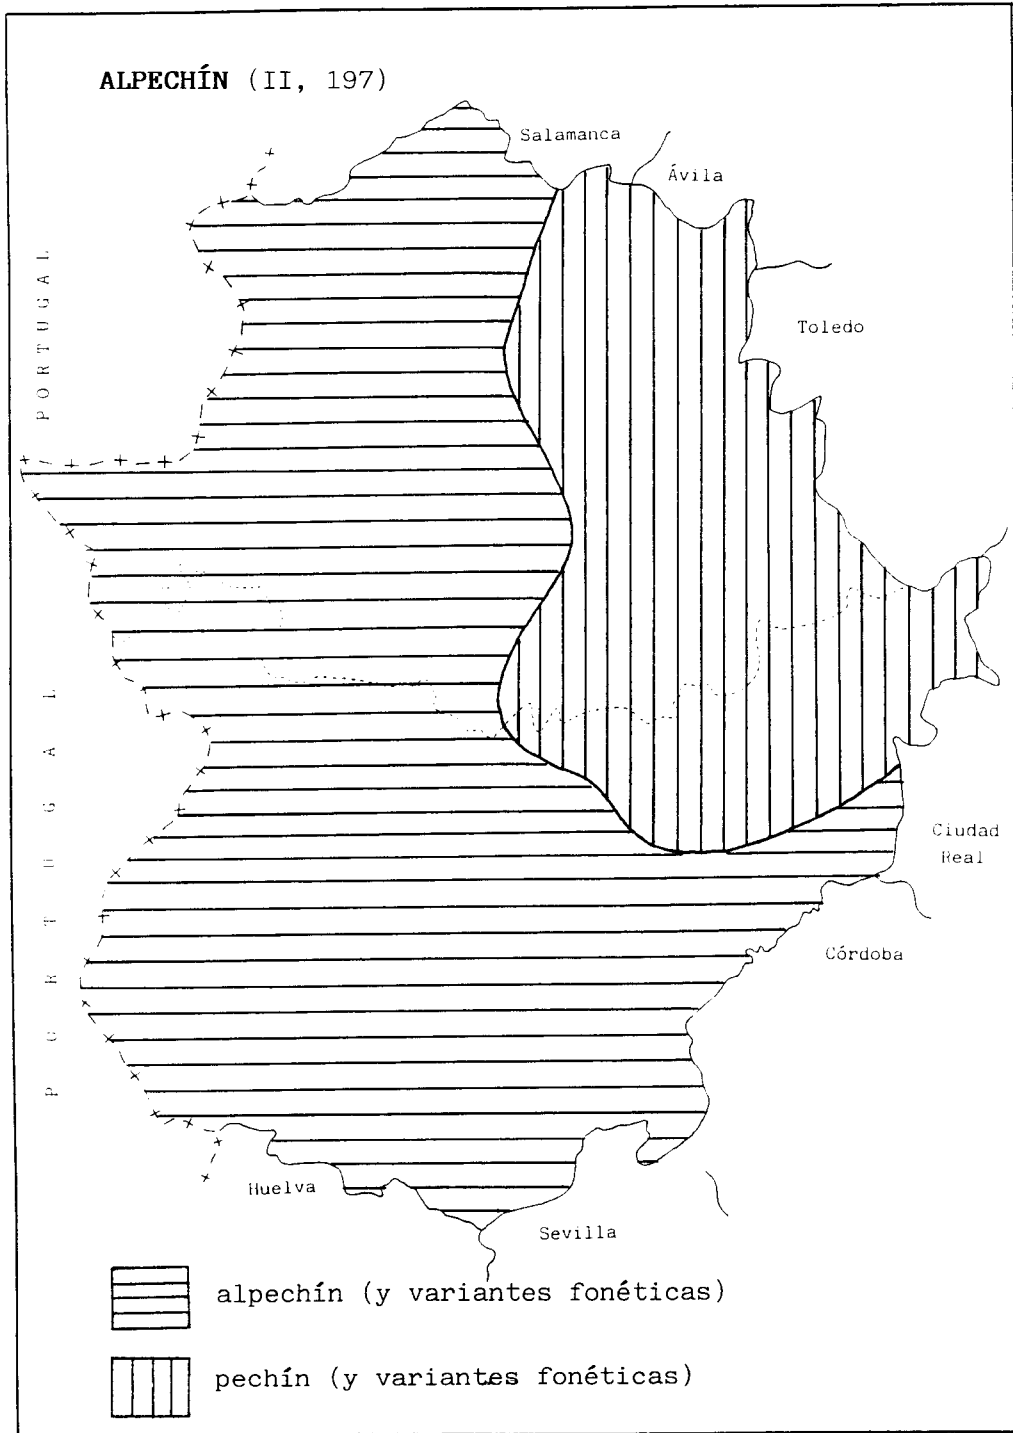 ALPECHÍN (II, 197)
Salamanca
Ávila
PORTUGAL
Toledo
PORTUGAL
Ciudad
Real
Córdoba
Huelva
Sevilla
alpechín (y variantes fonéticas)
pechín (y variantes fonéticas)